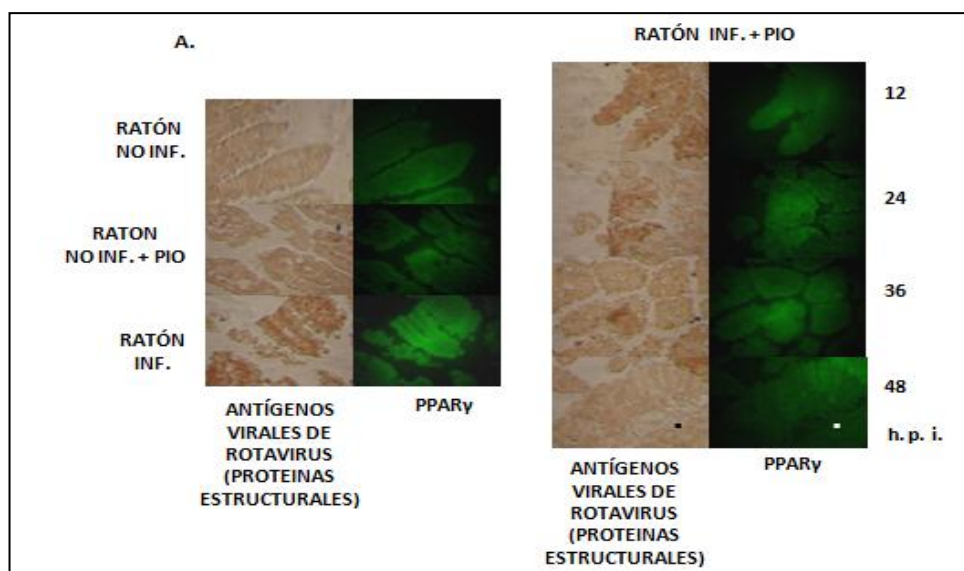 A.
RATÓN
NO INF.
RATON
NO INF. + PIO
RATÓN
INF.
ANTÍGENOS
VIRALES DE
ROTAVIRUS
(PROTEINAS
ESTRUCTURALES)
PPARγ
RATÓN INF. + PIO
12
24
36
48
h. p. i.
ANTÍGENOS
VIRALES DE
ROTAVIRUS
(PROTEINAS
ESTRUCTURALES)
PPARγ